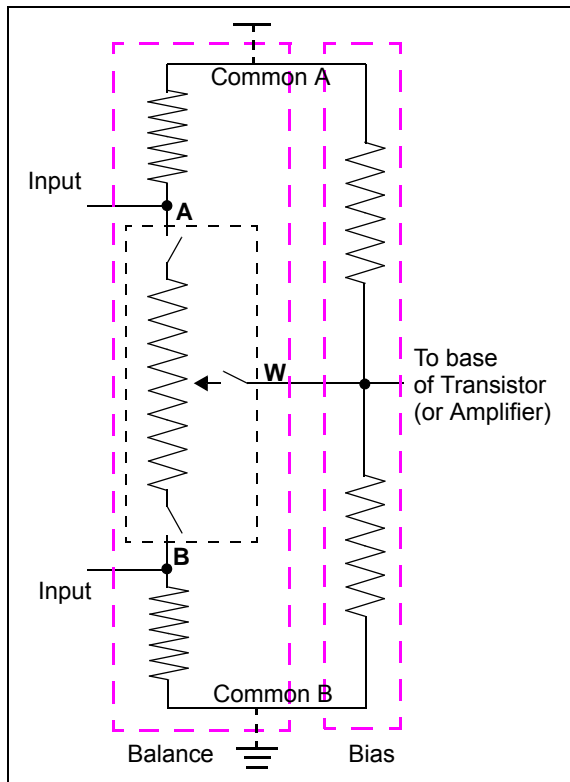 Common A
Input
A
W
To base
of Transistor
(or Amplifier)
B
Input
Common B
Balance
Bias